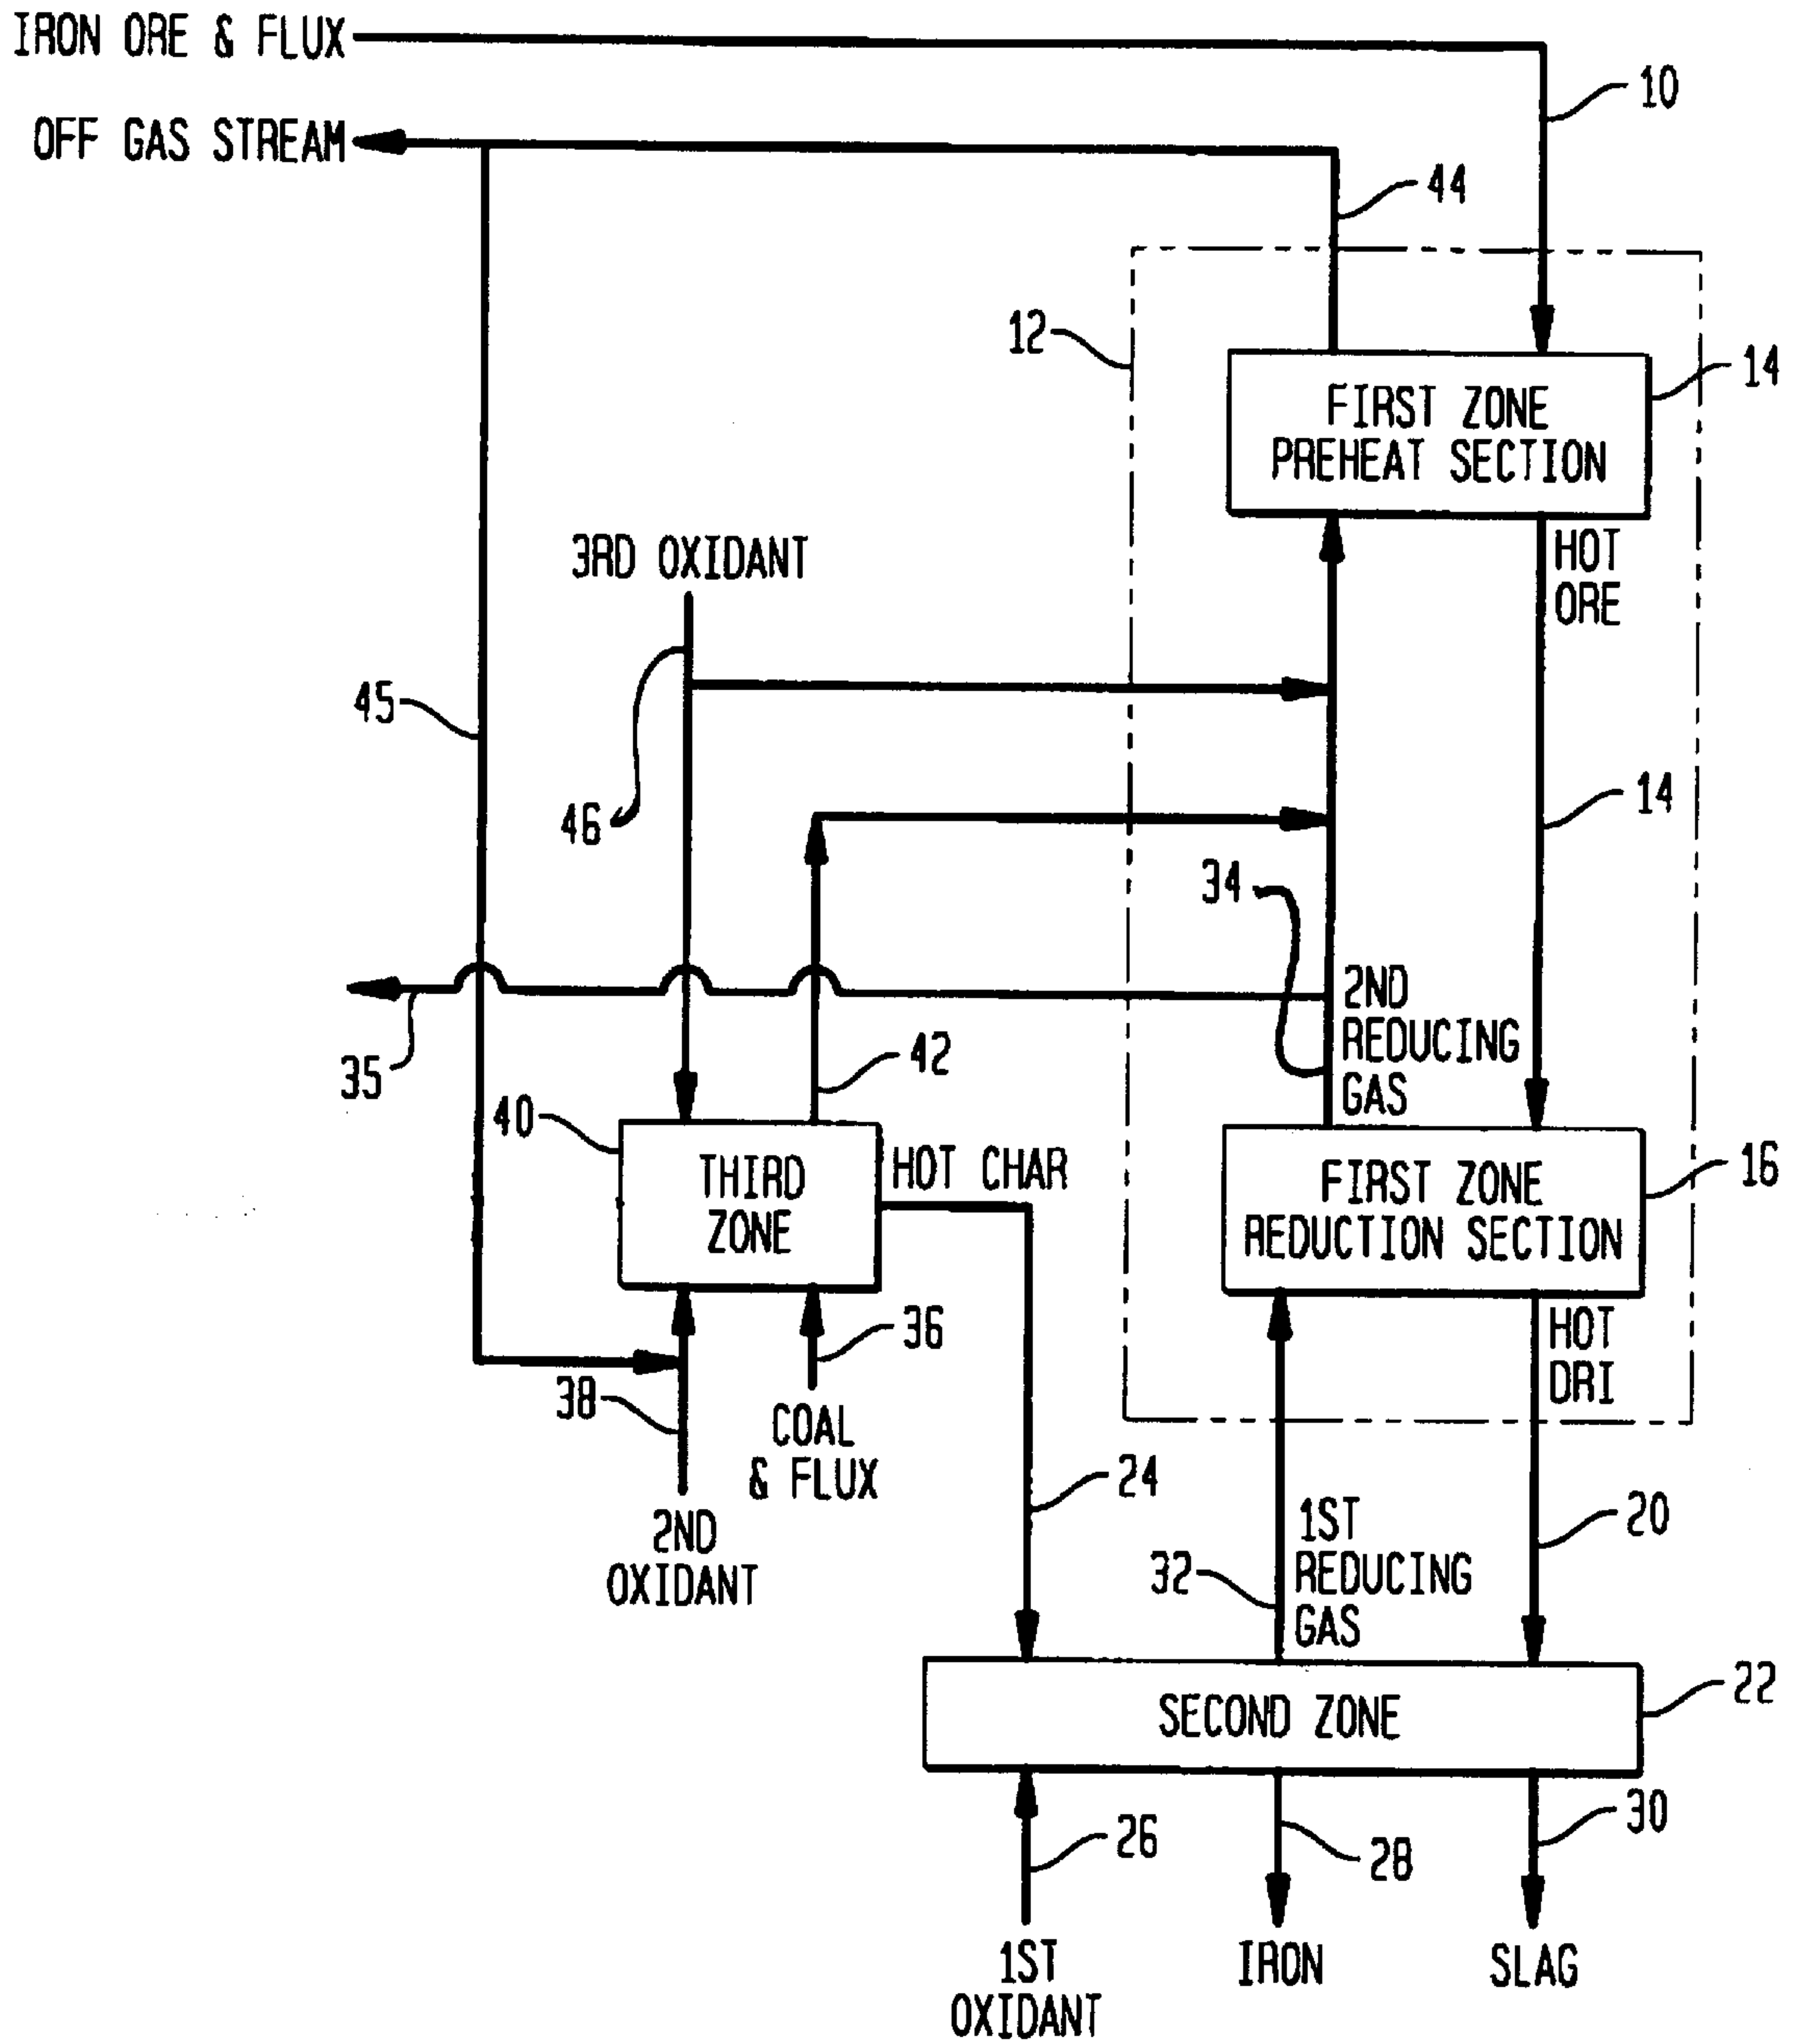 IRON ORE & FLUX
10
OFF GAS STREAM
44
12
14
FIRST ZONE
PREHEAT SECTION
3RD OXIDANT
HOT
ORE
45
46
14
34
2ND
REDUCING
GAS
35
42
40
THIRD
ZONE
HOT CHAR
16
FIRST ZONE
REDUCTION SECTION
36
HOT
DRI
38
COAL
& FLUX
24
20
2ND
OXIDANT
1ST
REDUCING
GAS
32
22
SECOND ZONE
26
28
30
1ST
OXIDANT
IRON
SLAG